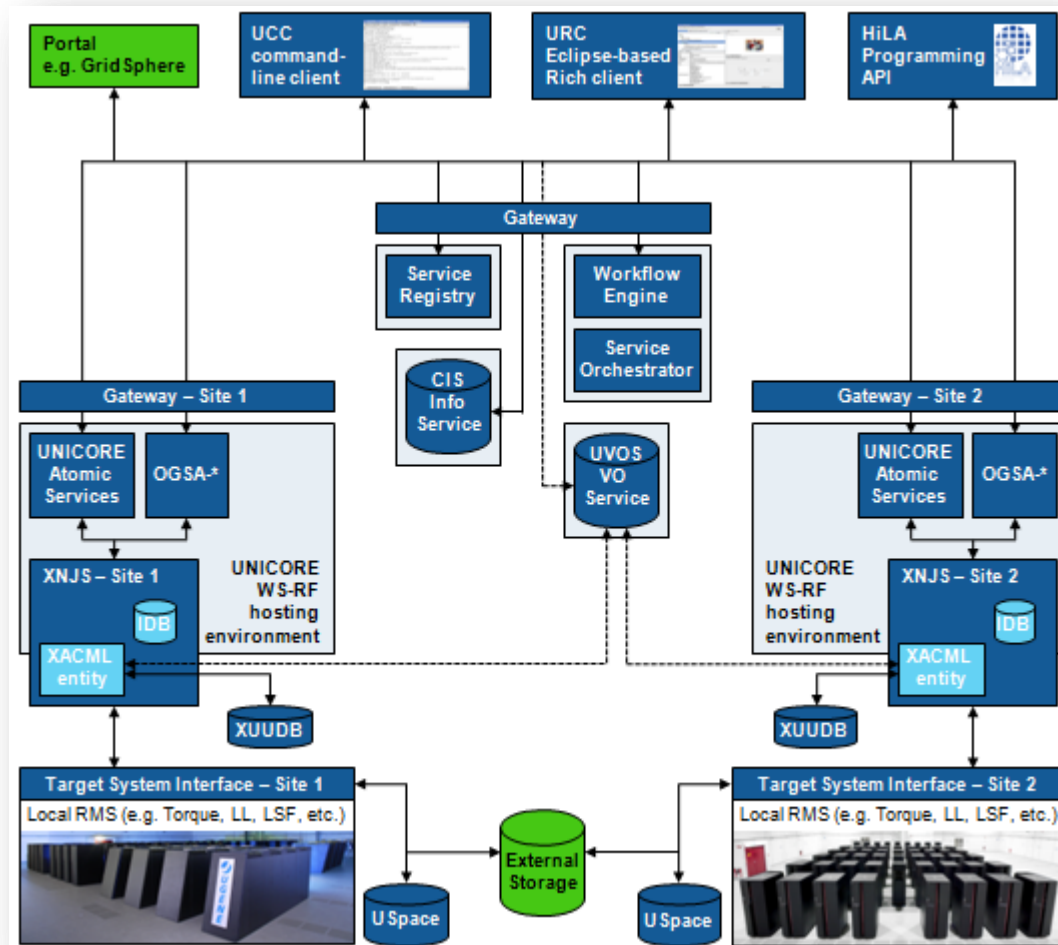 Portal
e.g. GridSphere
UCC
command-
line client
URC
Eclipse-based
Rich client
HiLA
Programming
API
Gateway
Service
Registry
Workflow
Engine
Service
Orchestrator
CIS
Info
Service
UVOS
VO
Service
Gateway – Site 1
UNICORE
Atomic
Services
OGSA-*
XNJS – Site 1
IDB
XACML
entity
UNICORE
WS-RF
hosting
environment
XUUDB
Gateway – Site 2
UNICORE
Atomic
Services
OGSA-*
UNICORE
WS-RF
hosting
environment
XNJS – Site 2
IDB
XACML
entity
XUUDB
Target System Interface – Site 1
Local RMS (e.g. Torque, LL, LSF, etc.)
USpace
External
Storage
Target System Interface – Site 2
Local RMS (e.g. Torque, LL, LSF, etc.)
USpace